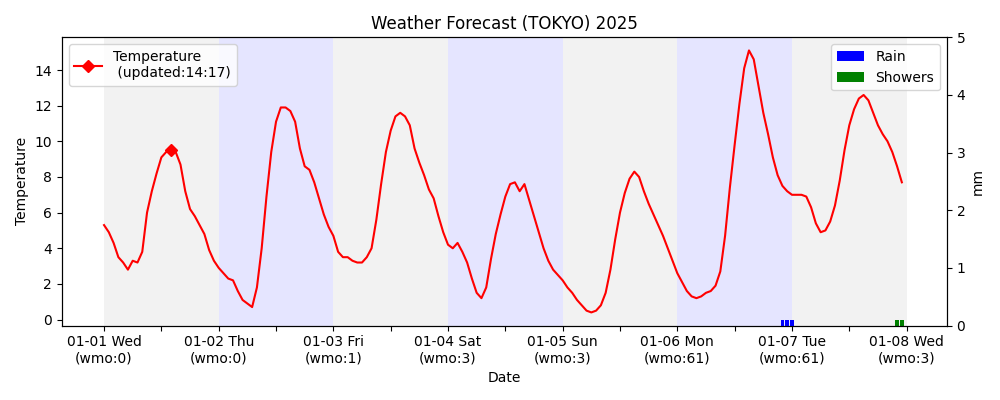 Weather Forecast (TOKYO) 2025
Temperature
(updated:14:17)
Rain
Showers
Temperature
14
12
10
8
6
4
2
0
5
4
3
2
1
0
mm
01-01 Wed
(wmo:0)
01-02 Thu
(wmo:0)
01-03 Fri
(wmo:1)
01-04 Sat
(wmo:3)
01-05 Sun
(wmo:3)
01-06 Mon
(wmo:61)
01-07 Tue
(wmo:61)
01-08 Wed
(wmo:3)
Date